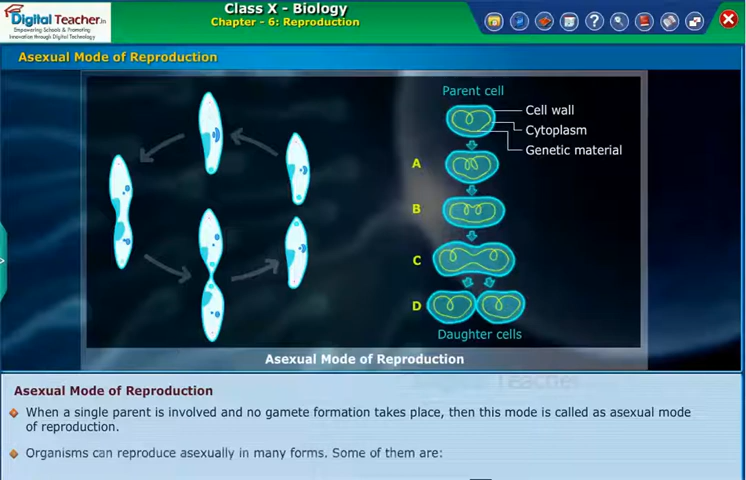 Digital Teacher.in
Empowering Schools & Promoting
Innovation through Digital Technology
Class X - Biology
Chapter - 6: Reproduction
Asexual Mode of Reproduction
Parent cell
Cell wall
Cytoplasm
Genetic material
A
B
C
D
Daughter cells
Asexual Mode of Reproduction
Asexual Mode of Reproduction
When a single parent is involved and no gamete formation takes place, then this mode is called as asexual mode
of reproduction.
Organisms can reproduce asexually in many forms. Some of them are: